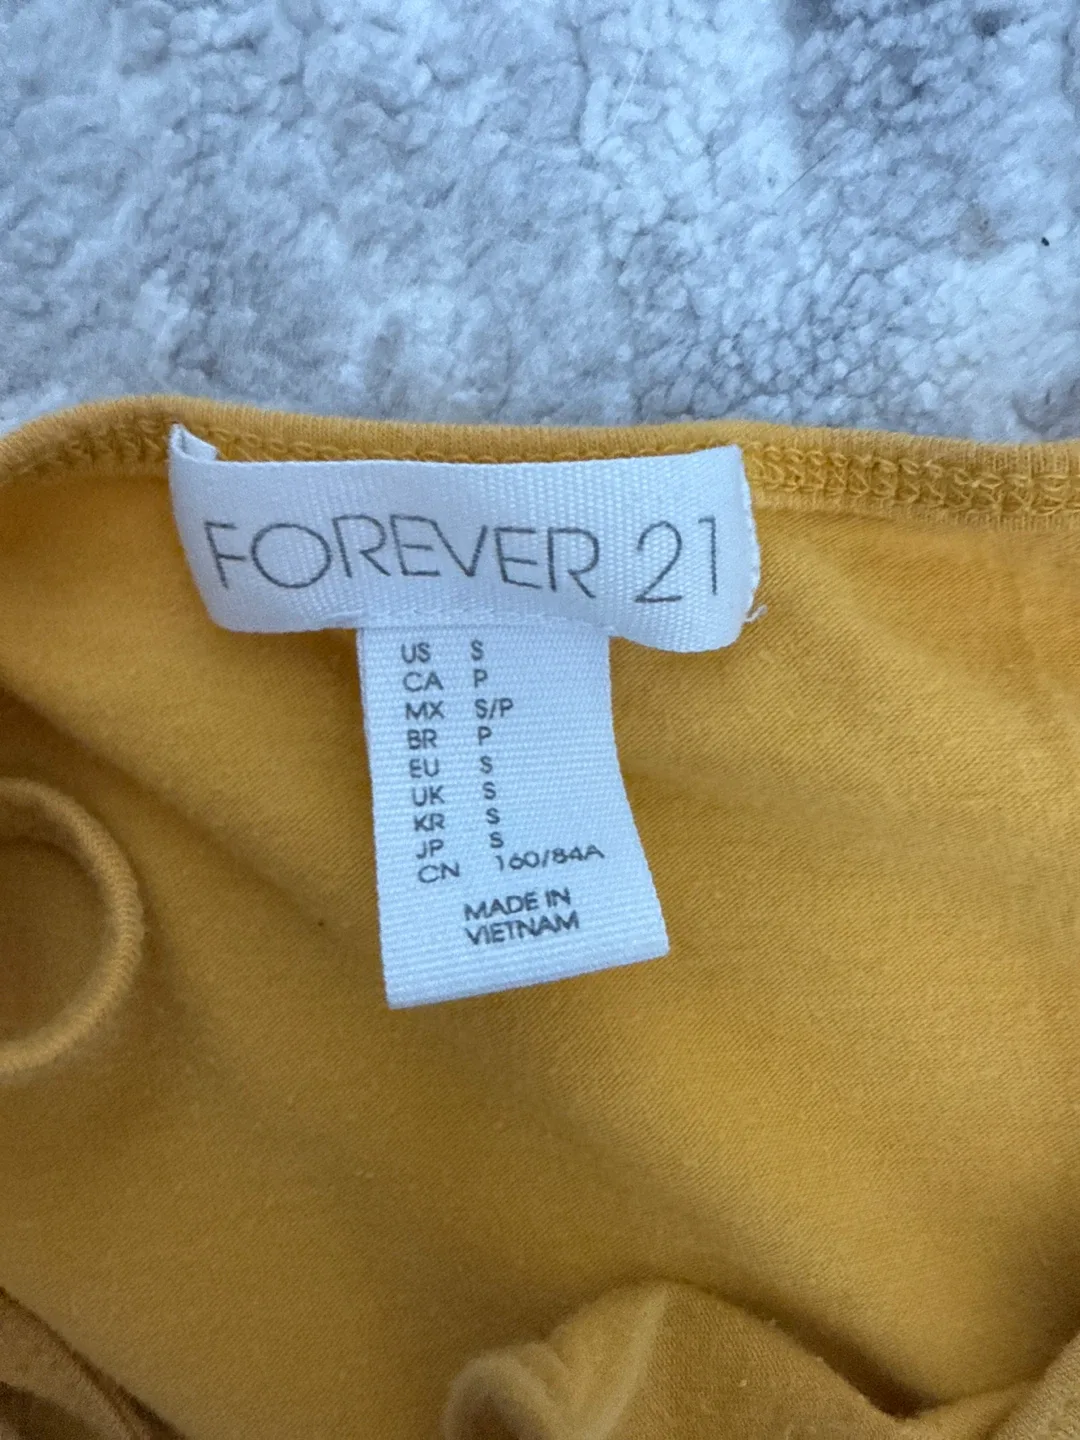 FOREVER 21
US S
CA P
MX S/P
BR P
EU S
UK S
KR S
JP S
CN 160/84A
MADE IN
VIETNAM